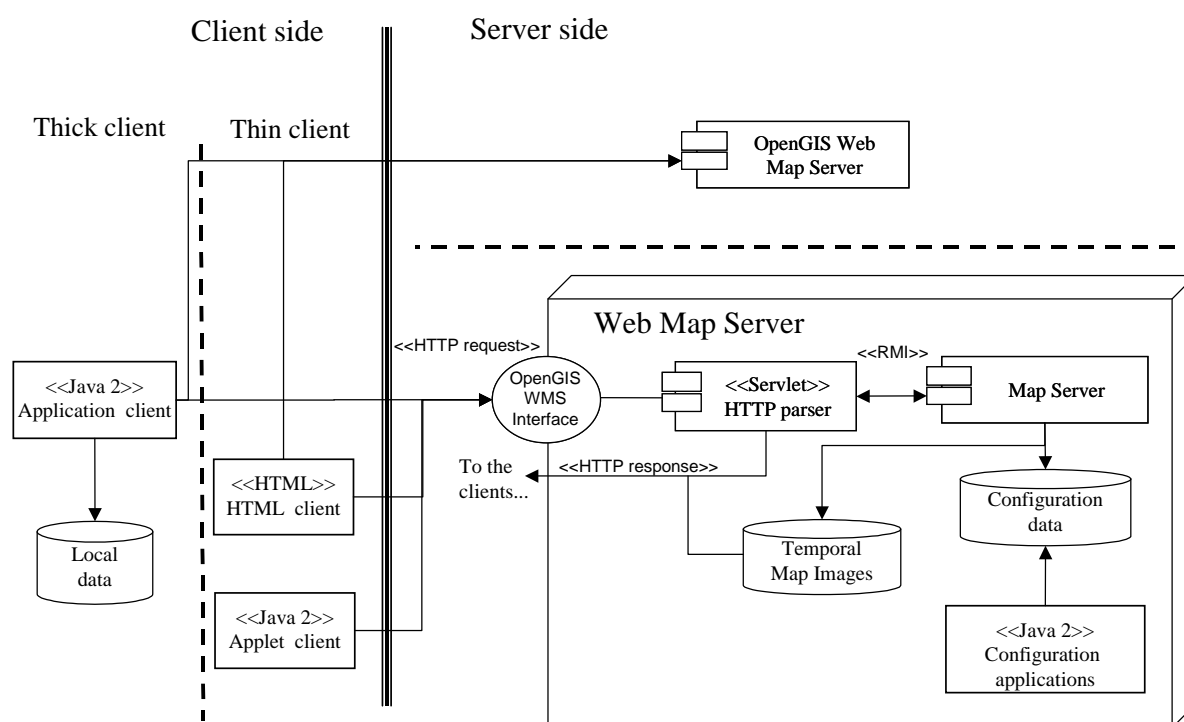 Client side
Server side
Thick client
Thin client
OpenGIS Web
Map Server
Web Map Server
<<HTTP request>>
<<RMI>>
<<Java 2>>
Application client
OpenGIS
WMS
Interface
<<Servlet>>
HTTP parser
Map Server
To the
clients...
<<HTTP response>>
<<HTML>>
HTML client
Configuration
data
Local
data
Temporal
Map Images
<<Java 2>>
Applet client
<<Java 2>>
Configuration
applications